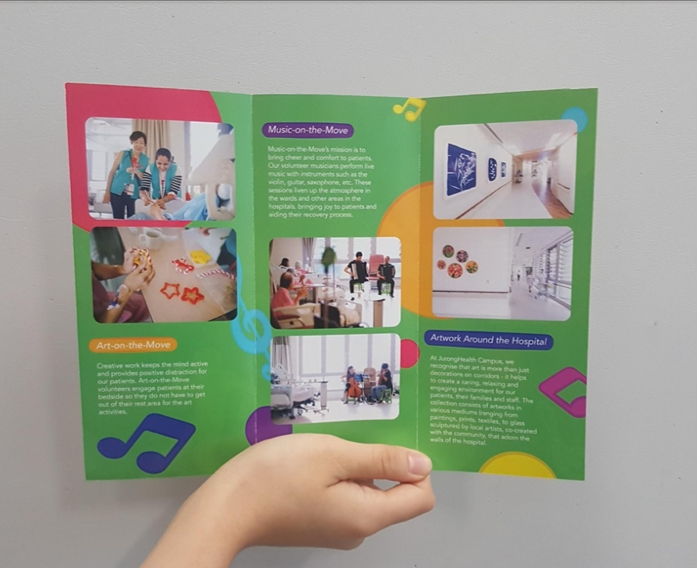 Art-on-the-Move
Creative work keeps the mind active
and provides positive distraction for
our patients. Art-on-the-Move
volunteers engage patients at their
bedside so they do not have to get
out of their rest area for the art
activities.
Music-on-the-Move
Music-on-the-Move's mission is to
bring cheer and comfort to patients.
Our volunteer musicians perform live
music with instruments such as the
violin, guitar, saxophone, etc. These
sessions liven up the atmosphere in
the wards and other areas in the
hospitals, bringing joy to patients and
aiding their recovery process.
Artwork Around the Hospital
At JurongHealth Campus, we
recognise that art is more than just
decorations on corridors - it helps
to create a caring, relaxing and
engaging environment for our
patients, their families and staff. The
collection consists of artworks in
various mediums (ranging from
paintings, prints, textiles, to glass
sculptures) by local artists, co-created
with the community, that adorn the
walls of the hospital.